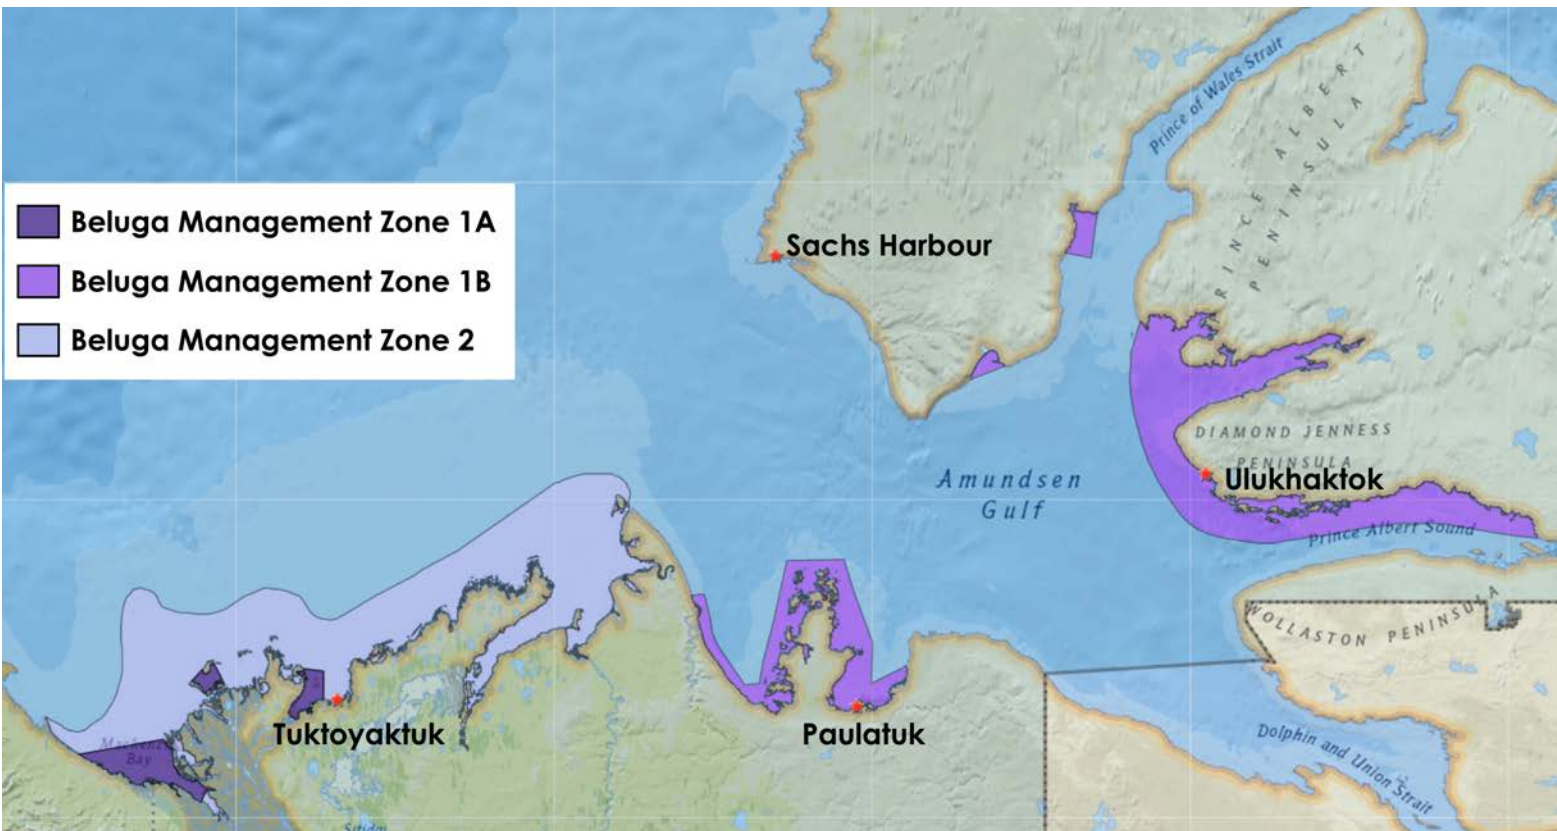 Prince of Wales Strait
PRINCE ALBERT
PENINSULA
Beluga Management Zone 1A
Beluga Management Zone 1B
Beluga Management Zone 2
Sachs Harbour
DIAMOND JENNESS
PENINSULA
Ulukhaktok
Amundsen
Gulf
Prince Albert Sound
WOLLASTON PENINSULA
Tuktoyaktuk
Paulatuk
Bay
Dolphin and Union Strait